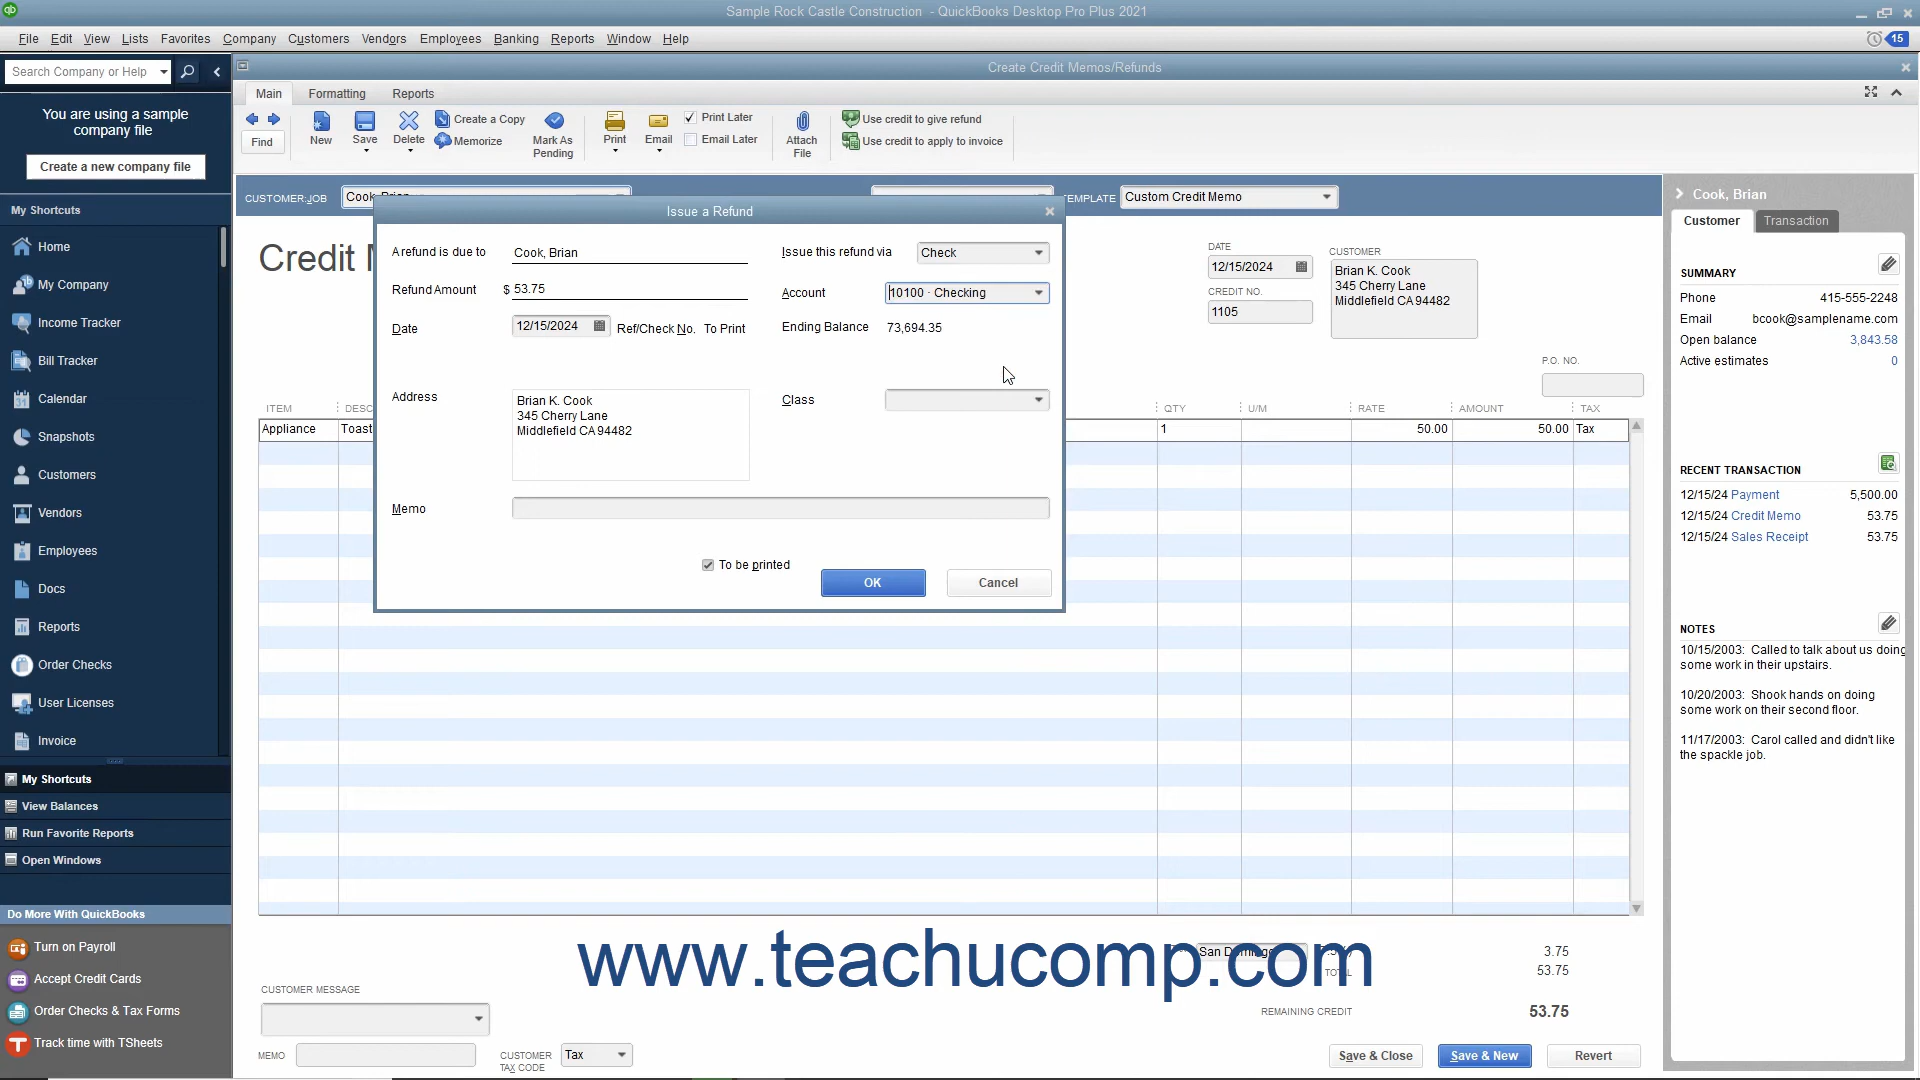 Sample Rock Castle Construction - QuickBooks Desktop Pro Plus 2021
File Edit View Lists Favorites Company Customers Vendors Employees Banking Reports Window Help
15
Search Company or Help
Create Credit Memos/Refunds
You are using a sample
company file
Create a new company file
Main Formatting Reports
Find
New
Save
Delete
Create a Copy
Memorize
Mark As
Pending
Print
Email
Print Later
Email Later
Attach
File
Use credit to give refund
Use credit to apply to invoice
My Shortcuts
Home
My Company
Income Tracker
Bill Tracker
Calendar
Snapshots
Customers
Vendors
Employees
Docs
Reports
Order Checks
User Licenses
Invoice
My Shortcuts
View Balances
Run Favorite Reports
Open Windows
Do More With QuickBooks
Turn on Payroll
Accept Credit Cards
Order Checks & Tax Forms
Track time with TSheets
CUSTOMER:JOB Cook, Brian
TEMPLATE Custom Credit Memo
Credit M
Issue a Refund
A refund is due to Cook, Brian
Issue this refund via Check
Refund Amount $ 53.75
Account 10100 · Checking
Date 12/15/2024 Ref/Check No. To Print
Ending Balance 73,694.35
Address
Brian K. Cook
345 Cherry Lane
Middlefield CA 94482
Class
Memo
To be printed
OK
Cancel
DATE
12/15/2024
CREDIT NO.
1105
CUSTOMER
Brian K. Cook
345 Cherry Lane
Middlefield CA 94482
P.O. NO.
ITEM DESC QTY U/M RATE AMOUNT TAX
Appliance Toast 1 50.00 50.00 Tax
San Domingo 3.75
TOTAL 53.75
REMAINING CREDIT 53.75
www.teachucomp.com
CUSTOMER MESSAGE
MEMO
CUSTOMER
TAX CODE
Tax
Save & Close
Save & New
Revert
Cook, Brian
Customer Transaction
SUMMARY
Phone 415-555-2248
Email bcook@samplename.com
Open balance 3,843.58
Active estimates 0
RECENT TRANSACTION
12/15/24 Payment 5,500.00
12/15/24 Credit Memo 53.75
12/15/24 Sales Receipt 53.75
NOTES
10/15/2003: Called to talk about us doing
some work in their upstairs.
10/20/2003: Shook hands on doing
some work on their second floor.
11/17/2003: Carol called and didn't like
the spackle job.